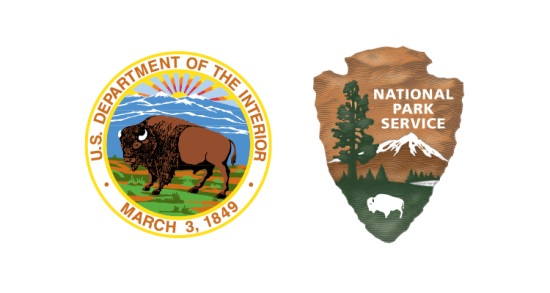 U.S. DEPARTMENT OF THE INTERIOR
MARCH 3, 1849
NATIONAL
PARK
SERVICE